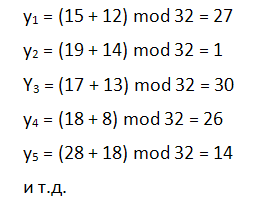 y₁ = (15 + 12) mod 32 = 27
y₂ = (19 + 14) mod 32 = 1
Y₃ = (17 + 13) mod 32 = 30
y₄ = (18 + 8) mod 32 = 26
y₅ = (28 + 18) mod 32 = 14
и т.д.